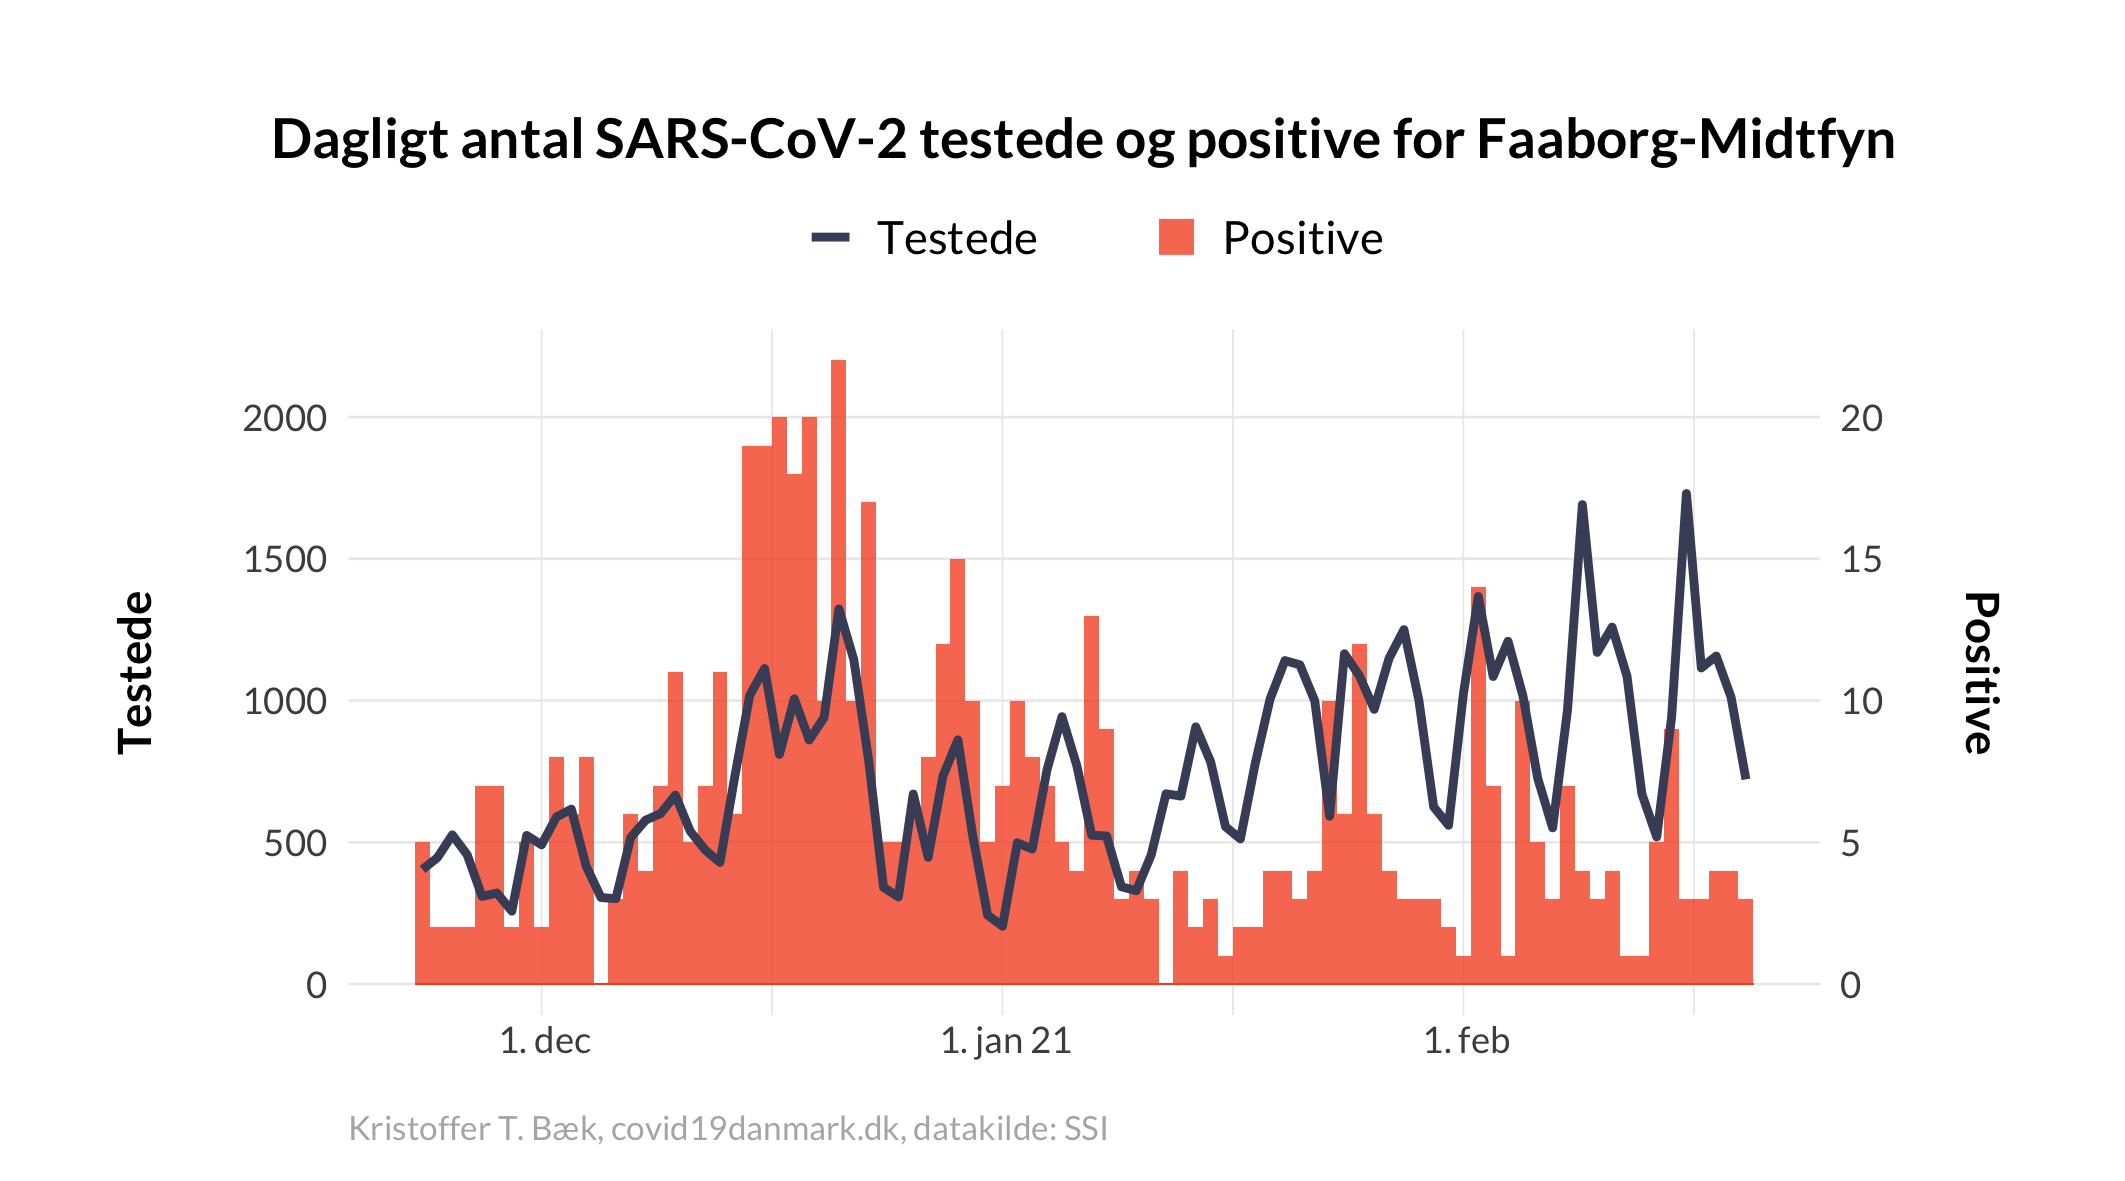 Dagligt antal SARS-CoV-2 testede og positive for Faaborg-Midtfyn
Testede
Positive
2000
1500
1000
500
0
Testede
20
15
10
5
0
Positive
1. dec
1. jan 21
1. feb
Kristoffer T. Bæk, covid19danmark.dk, datakilde: SSI